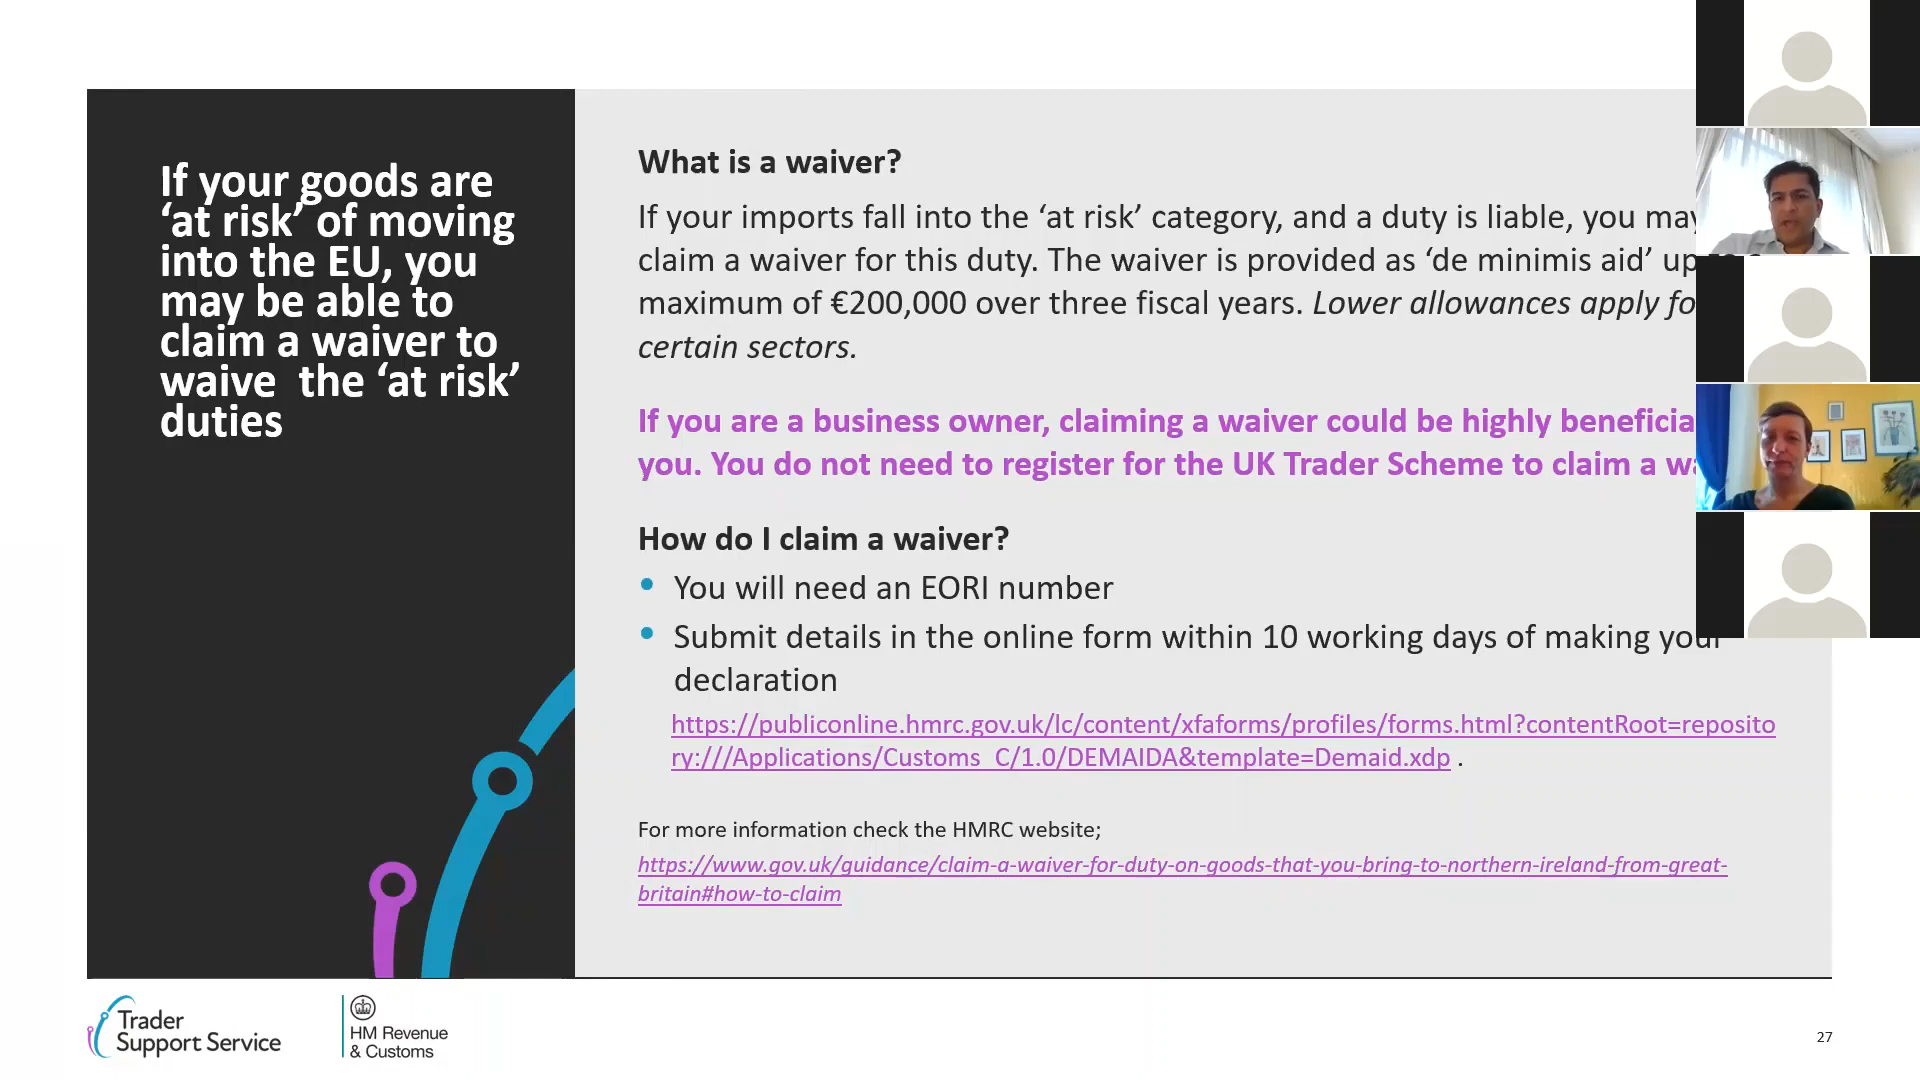 If your goods are
‘at risk’ of moving
into the EU, you
may be able to
claim a waiver to
waive  the ‘at risk’
duties
What is a waiver?
If your imports fall into the ‘at risk’ category, and a duty is liable, you may
claim a waiver for this duty. The waiver is provided as ‘de minimis aid’ up
maximum of €200,000 over three fiscal years. Lower allowances apply fo
certain sectors.
If you are a business owner, claiming a waiver could be highly beneficia
you. You do not need to register for the UK Trader Scheme to claim a wa
How do I claim a waiver?
• You will need an EORI number
• Submit details in the online form within 10 working days of making your
declaration
https://publiconline.hmrc.gov.uk/lc/content/xfaforms/profiles/forms.html?contentRoot=reposito
ry:///Applications/Customs_C/1.0/DEMAIDA&template=Demaid.xdp .
For more information check the HMRC website;
https://www.gov.uk/guidance/claim-a-waiver-for-duty-on-goods-that-you-bring-to-northern-ireland-from-great-
britain#how-to-claim
Trader
Support Service
HM Revenue
& Customs
27